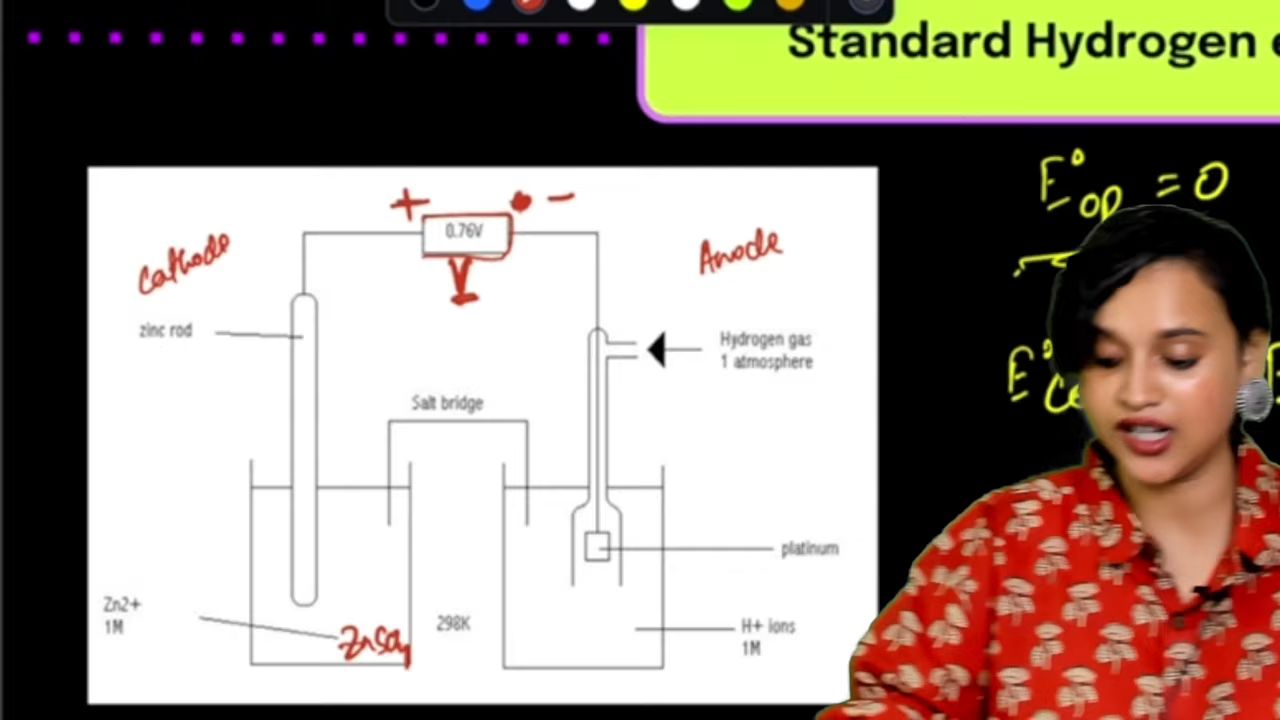 Standard Hydrogen
E°op = 0
+ -
0.76V
V
Cathode
Anode
zinc rod
Hydrogen gas
1 atmosphere
E°
Salt bridge
platinum
Zn2+
1M
ZnSO4
298K
H+ ions
1M